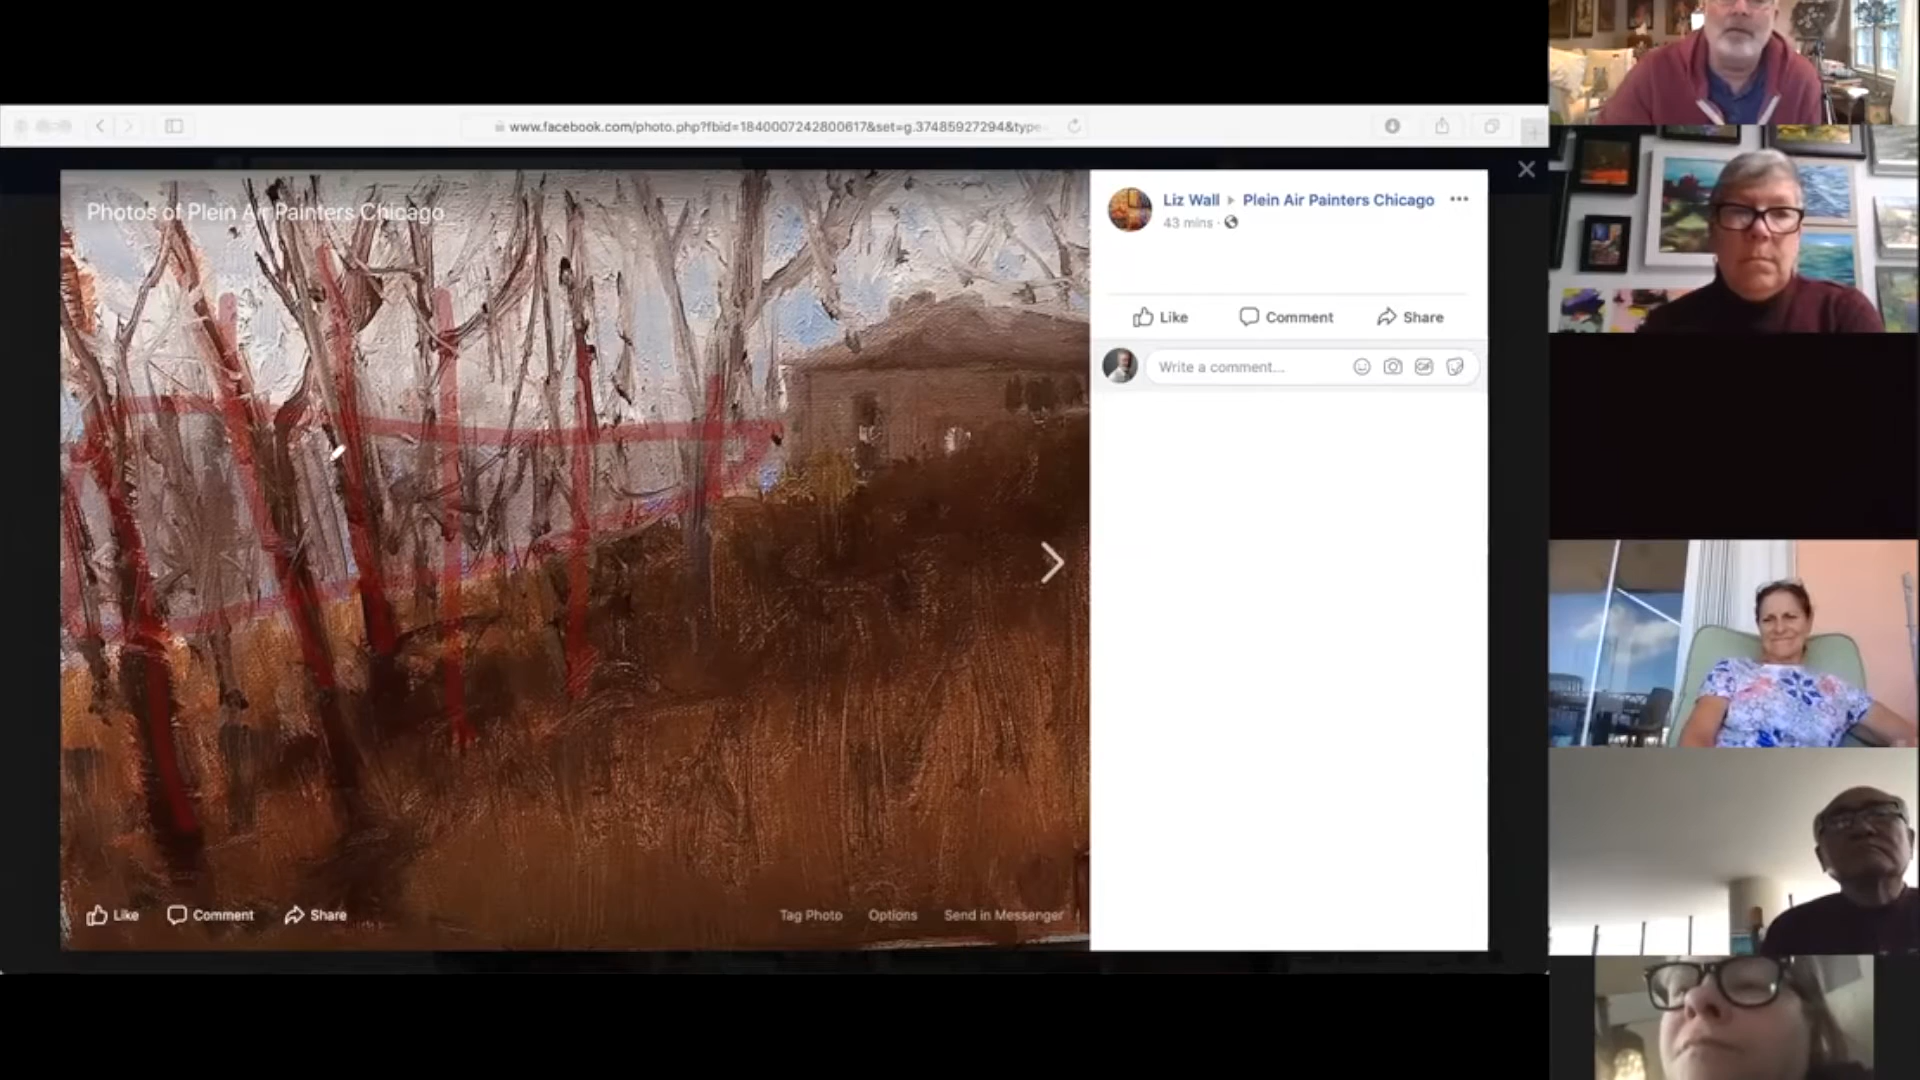 www.facebook.com/photo.php?fbid=1840007242800617&set=g.37485927294&type=
Photos of Plein Air Painters Chicago
Liz Wall ▸ Plein Air Painters Chicago
43 mins ·
Like Comment Share
Write a comment...
GIF
Like Comment Share
Tag Photo Options Send in Messenger